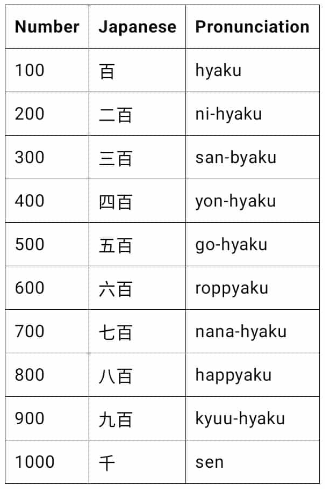 Number Japanese Pronunciation
100 百 hyaku
200 二百 ni-hyaku
300 三百 san-byaku
400 四百 yon-hyaku
500 五百 go-hyaku
600 六百 roppyaku
700 七百 nana-hyaku
800 八百 happyaku
900 九百 kyuu-hyaku
1000 千 sen